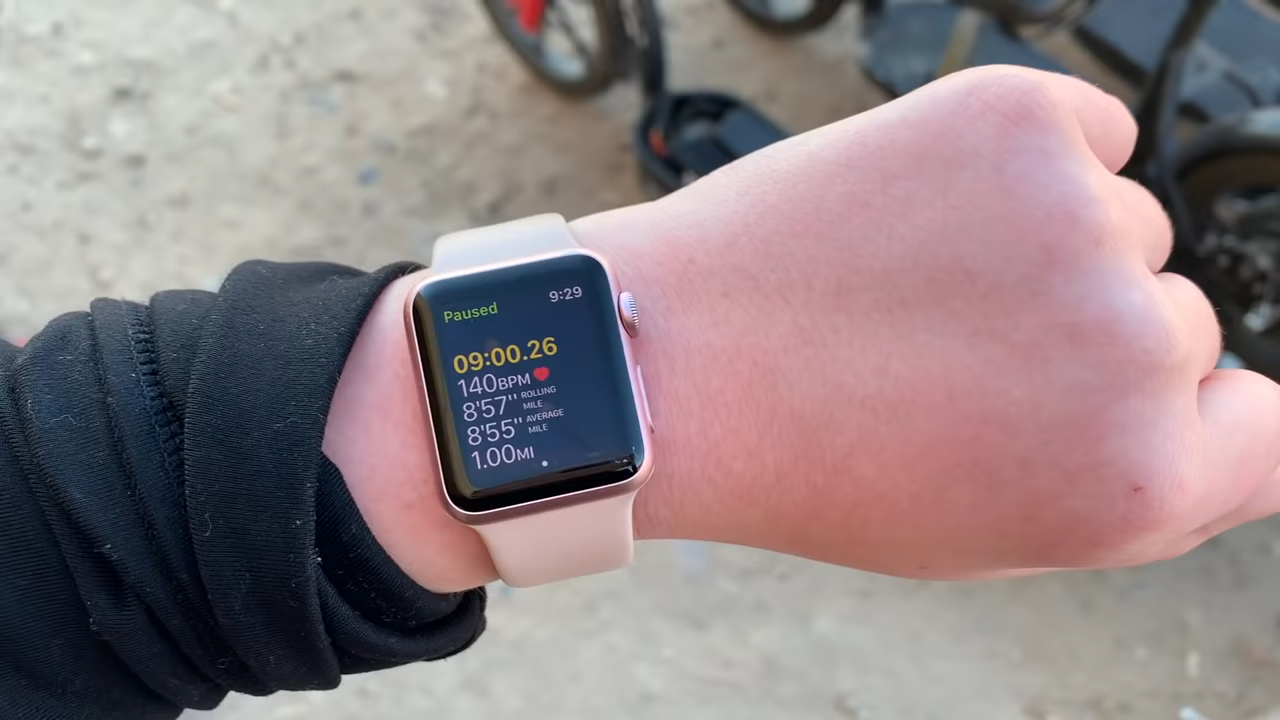 Paused 9:29
09:00.26
140BPM
8'57" ROLLING MILE
8'55" AVERAGE MILE
1.00MI